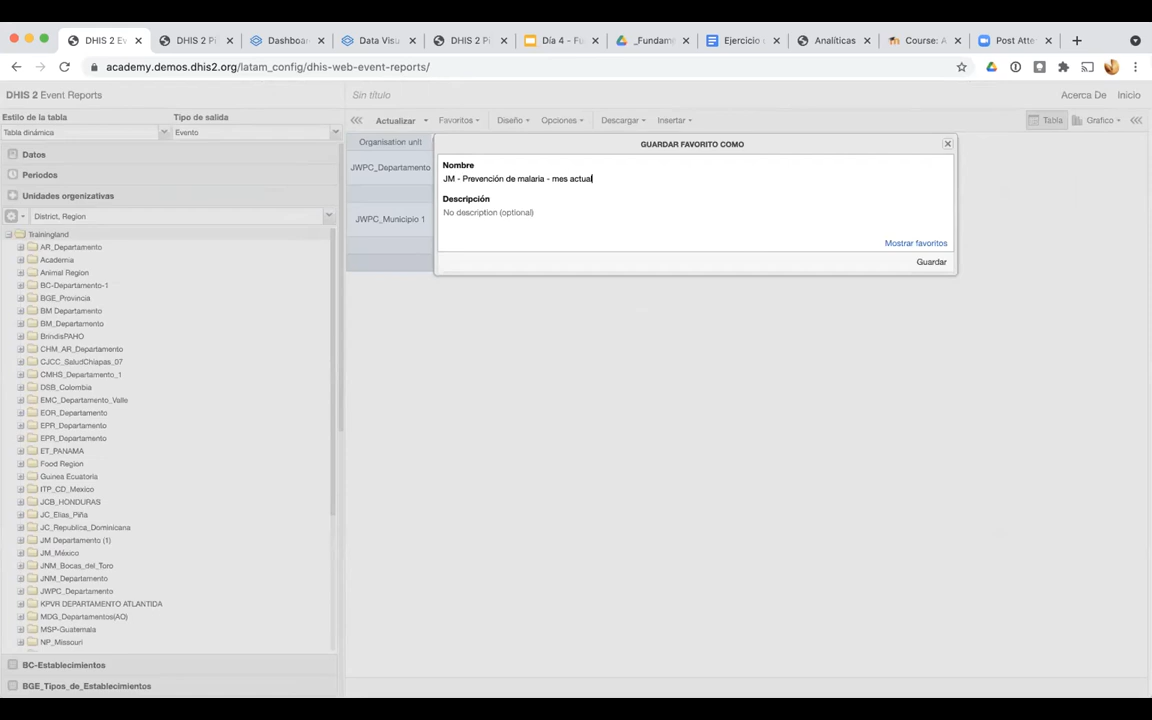 DHIS 2 Ev
DHIS 2 Pi
Dashboa
Data Visu
DHIS 2 Pi
Día 4 - Fu
_Fundam
Ejercicio
Analíticas
Course: A
Post Atte
academy.demos.dhis2.org/latam_config/dhis-web-event-reports/
DHIS 2 Event Reports
Sin título
Acerca De Inicio
Estilo de la tabla Tipo de salida
Tabla dinámica Evento
Actualizar Favoritos Diseño Opciones Descargar Insertar
Tabla Grafico
Datos
Periodos
Unidades organizativas
District, Region
Trainingland
AR_Departamento
Academia
Animal Region
BC-Departamento-1
BGE_Provincia
BM Departamento
BM_Departamento
BrindisPAHO
CHM_AR_Departamento
CJCC_SaludChiapas_07
CMHS_Departamento_1
DSB_Colombia
EMC_Departamento_Valle
EOR_Departamento
EPR_Departamento
EPR_Departamento
ET_PANAMA
Food Region
Guinea Ecuatoria
ITP_CD_Mexico
JCB_HONDURAS
JC_Elias_Piña
JC_Republica_Dominicana
JM Departamento (1)
JM_México
JNM_Bocas_del_Toro
JNM_Departamento
JWPC_Departamento
KPVR DEPARTAMENTO ATLANTIDA
MDG_Departamentos(AO)
MSP-Guatemala
NP_Missouri
BC-Establecimientos
BGE_Tipos_de_Establecimientos
Organisation unit
JWPC_Departamento
JWPC_Municipio 1
GUARDAR FAVORITO COMO
Nombre
JM - Prevención de malaria - mes actual
Descripción
No description (optional)
Mostrar favoritos
Guardar